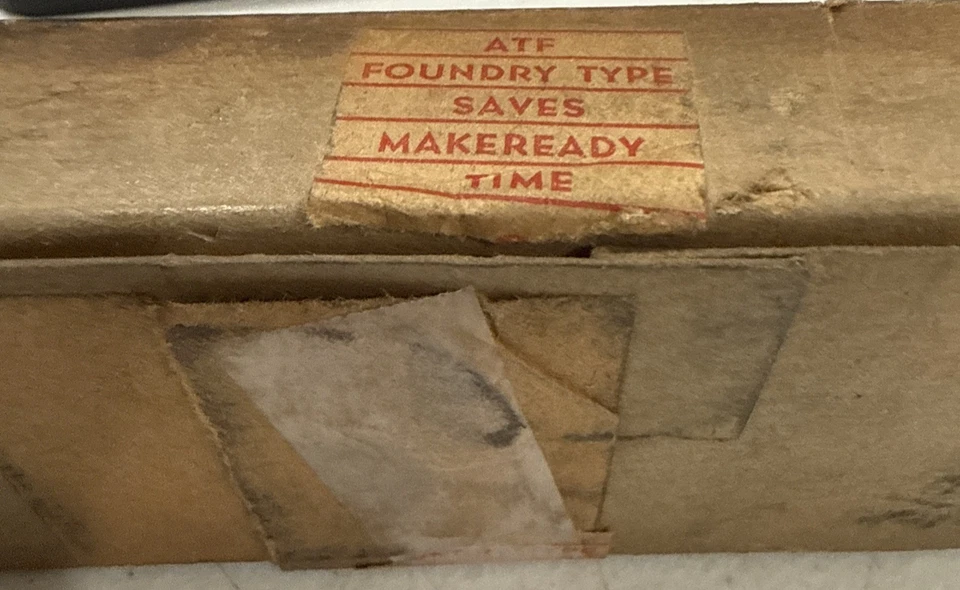 ATF
FOUNDRY TYPE
SAVES
MAKEREADY
TIME